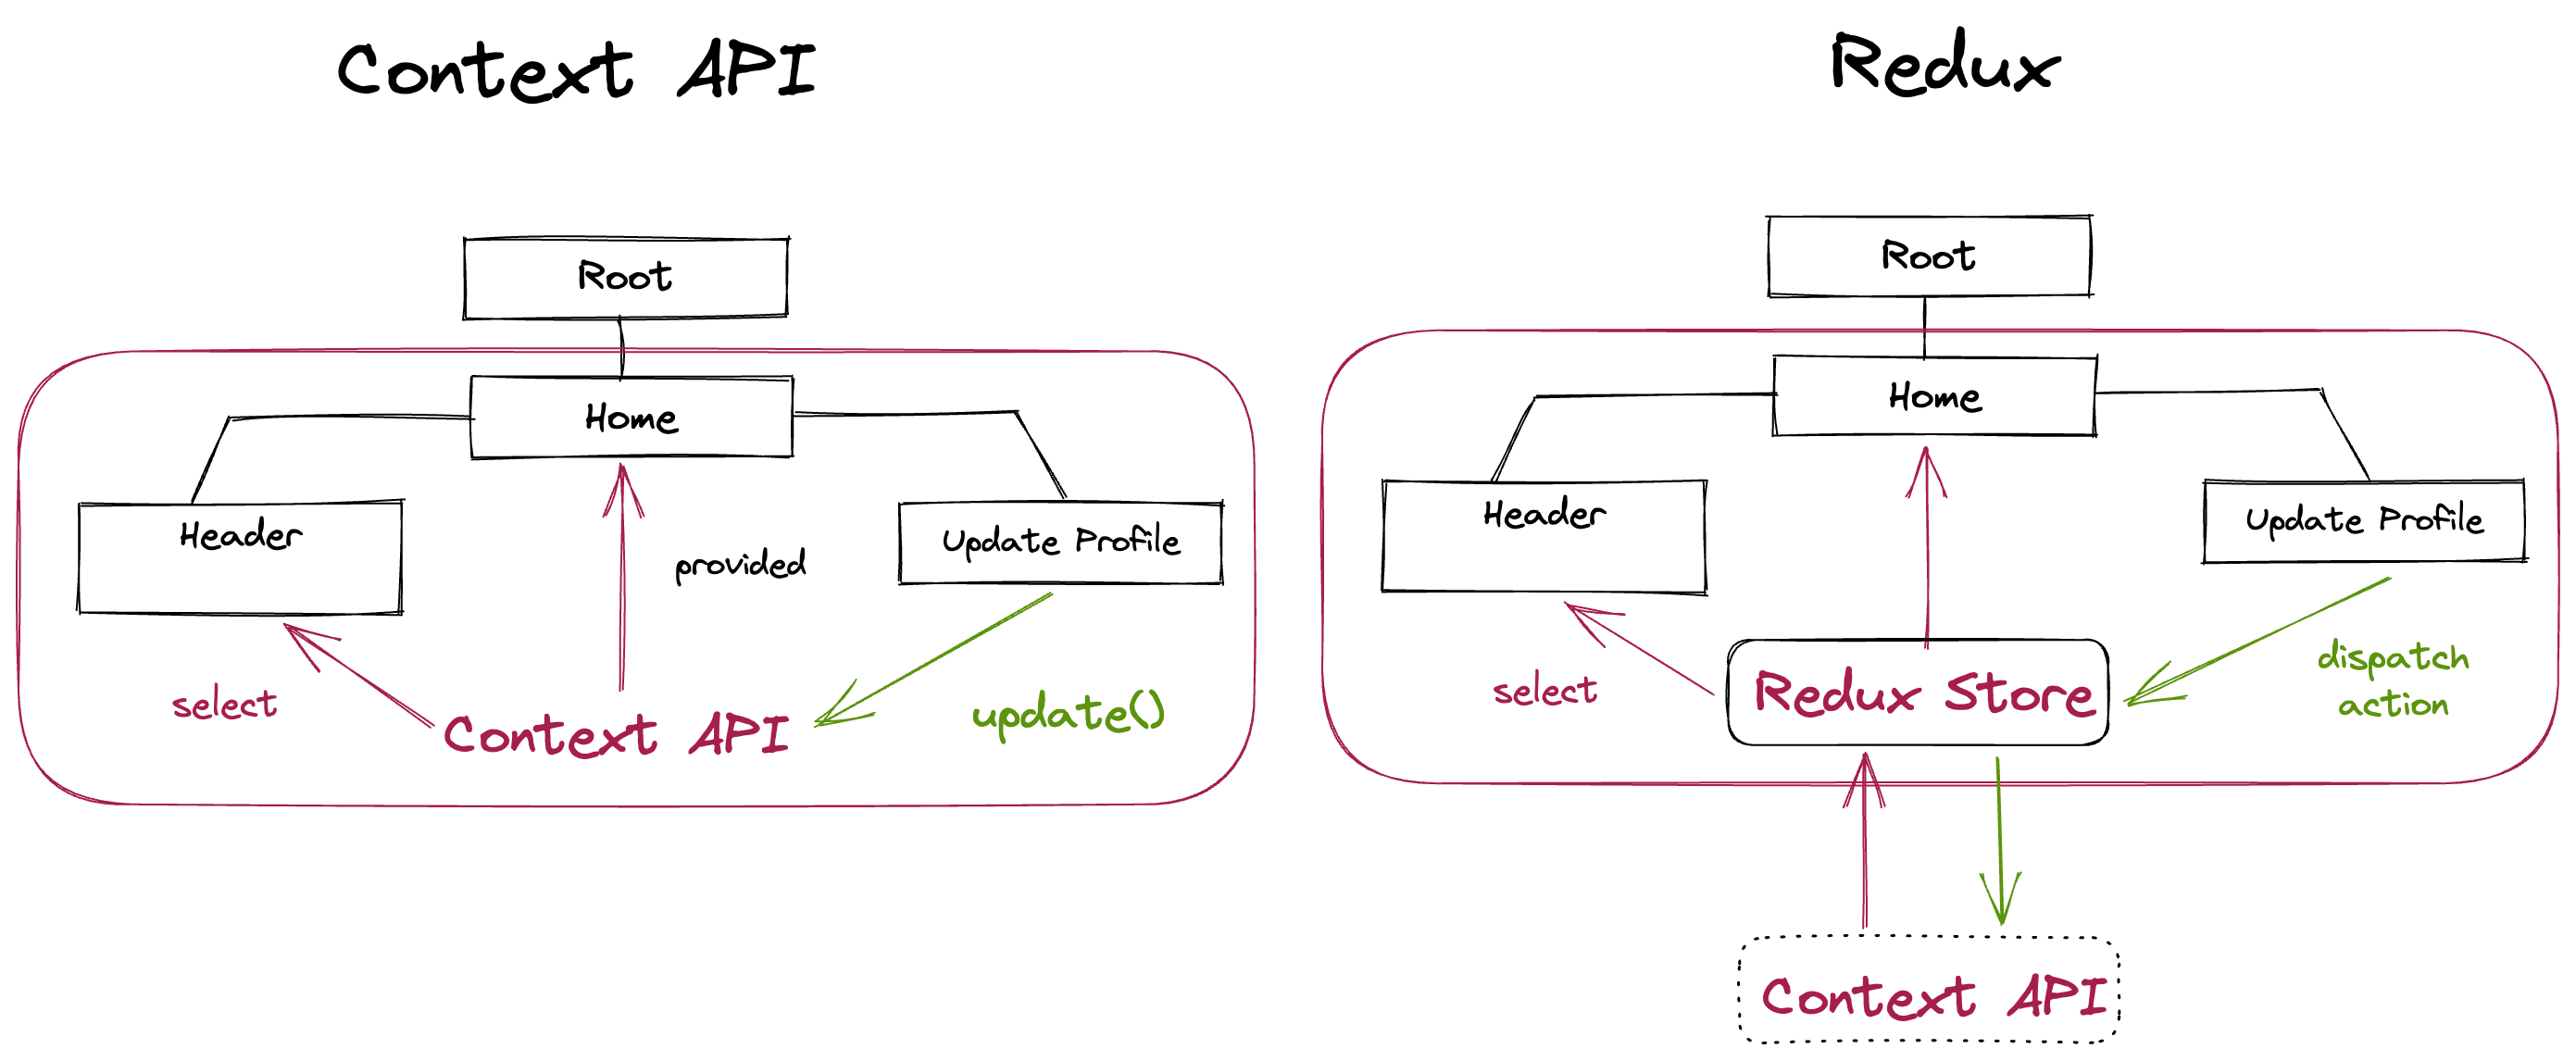 Context API
Root
Home
Header
Update Profile
provided
select
Context API
update()
Redux
Root
Home
Header
Update Profile
select
Redux Store
dispatch
action
Context API